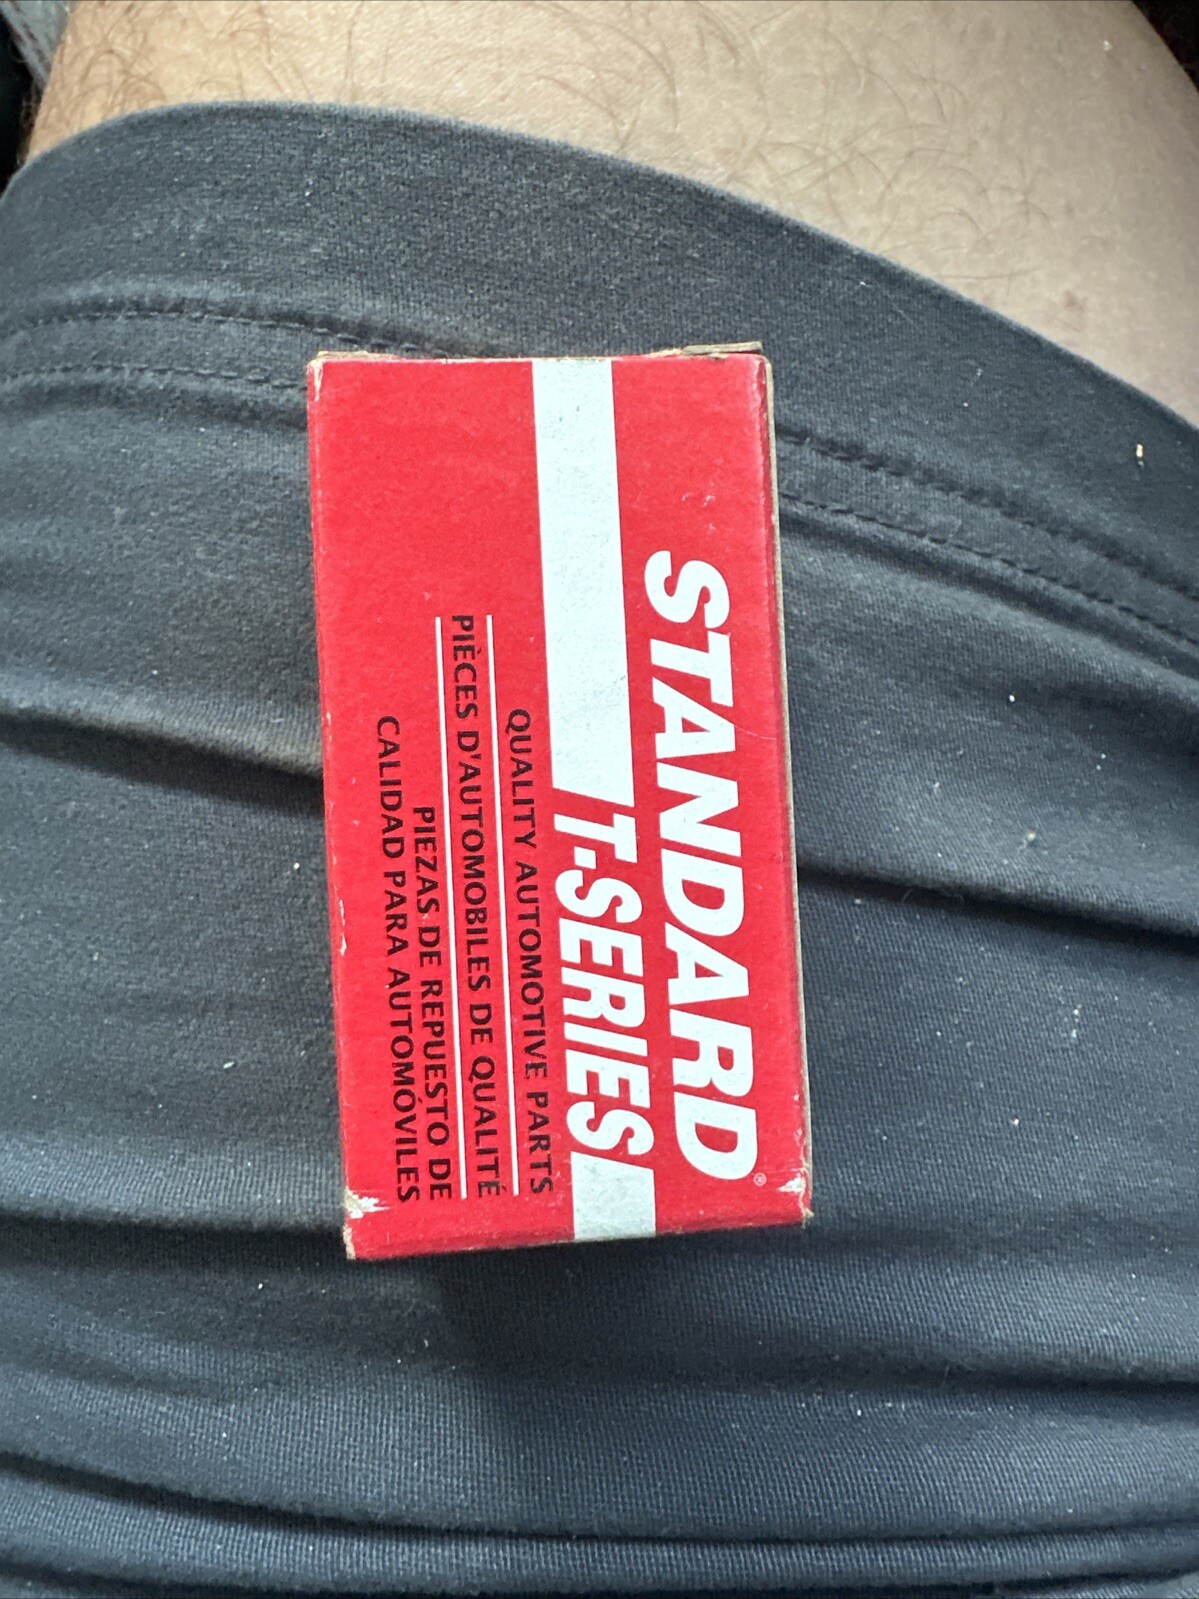 STANDARD®
T-SERIES
QUALITY AUTOMOTIVE PARTS
PIÈCES D'AUTOMOBILES DE QUALITÉ
PIEZAS DE REPUESTO DE
CALIDAD PARA AUTOMÓVILES